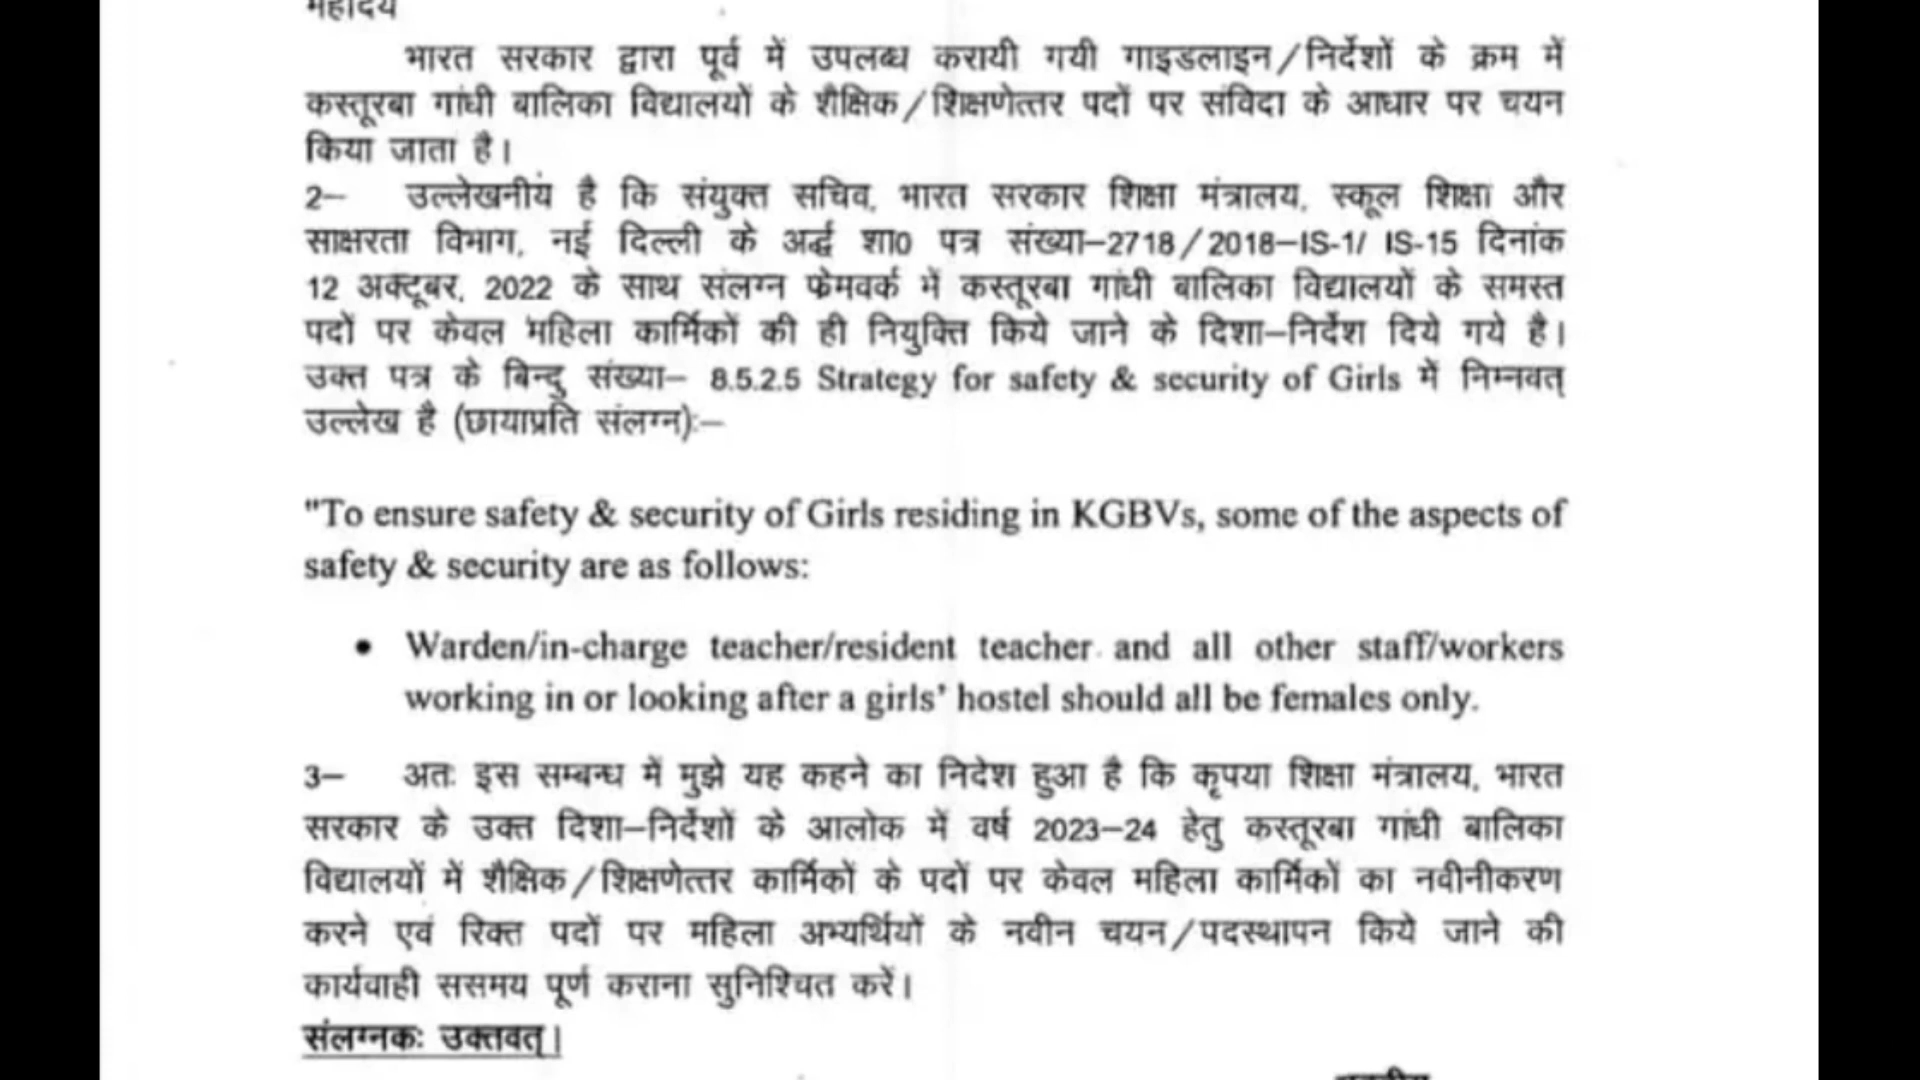 महोदय
भारत सरकार द्वारा पूर्व में उपलब्ध करायी गयी गाइडलाइन/निर्देशों के क्रम में
कस्तूरबा गांधी बालिका विद्यालयों के शैक्षिक/शिक्षणेत्तर पदों पर संविदा के आधार पर चयन
किया जाता है।
2– उल्लेखनीय है कि संयुक्त सचिव, भारत सरकार शिक्षा मंत्रालय, स्कूल शिक्षा और
साक्षरता विभाग, नई दिल्ली के अर्द्ध शा0 पत्र संख्या–2718/2018–IS-1/ IS-15 दिनांक
12 अक्टूबर, 2022 के साथ संलग्न फ्रेमवर्क में कस्तूरबा गांधी बालिका विद्यालयों के समस्त
पदों पर केवल महिला कार्मिकों की ही नियुक्ति किये जाने के दिशा–निर्देश दिये गये है।
उक्त पत्र के बिन्दु संख्या– 8.5.2.5 Strategy for safety & security of Girls में निम्नवत्
उल्लेख है (छायाप्रति संलग्न):–
"To ensure safety & security of Girls residing in KGBVs, some of the aspects of
safety & security are as follows:
• Warden/in-charge teacher/resident teacher and all other staff/workers
working in or looking after a girls' hostel should all be females only.
3– अतः इस सम्बन्ध में मुझे यह कहने का निदेश हुआ है कि कृपया शिक्षा मंत्रालय, भारत
सरकार के उक्त दिशा–निर्देशों के आलोक में वर्ष 2023–24 हेतु कस्तूरबा गांधी बालिका
विद्यालयों में शैक्षिक/शिक्षणेत्तर कार्मिकों के पदों पर केवल महिला कार्मिकों का नवीनीकरण
करने एवं रिक्त पदों पर महिला अभ्यर्थियों के नवीन चयन/पदस्थापन किये जाने की
कार्यवाही ससमय पूर्ण कराना सुनिश्चित करें।
संलग्नकः उक्तवत्।